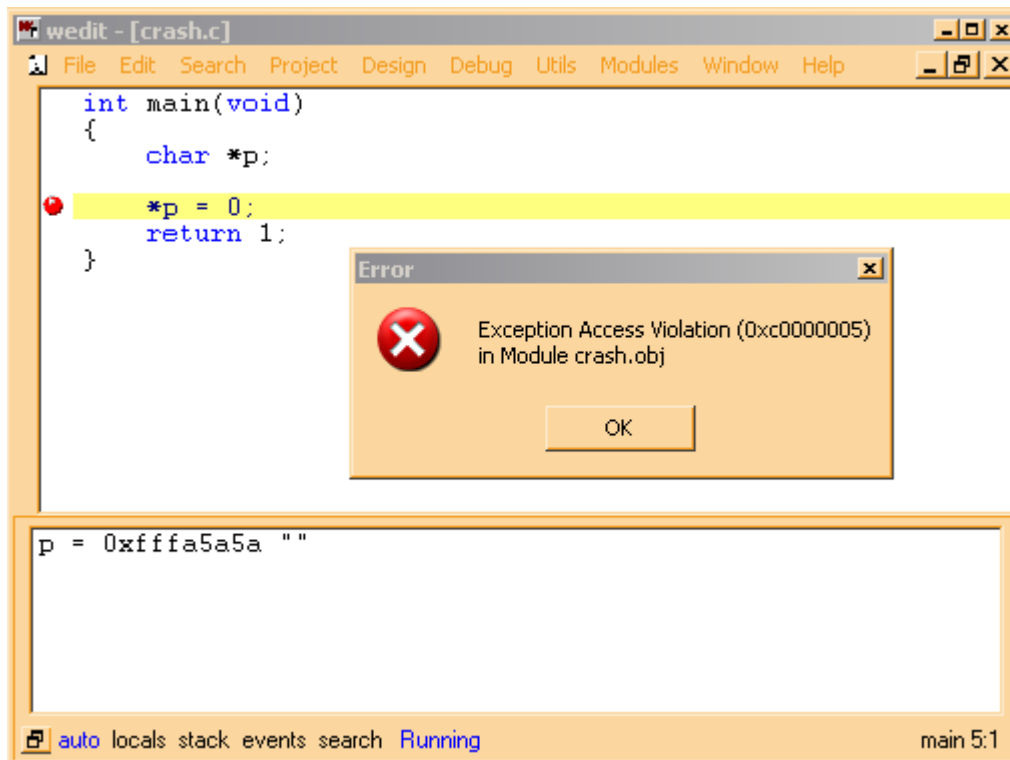 wedit - [crash.c]
File Edit Search Project Design Debug Utils Modules Window Help
int main(void)
{
char *p;
*p = 0;
return 1;
}
Error
Exception Access Violation (0xc0000005)
in Module crash.obj
OK
p = 0xfffa5a5a ""
auto locals stack events search Running main 5:1